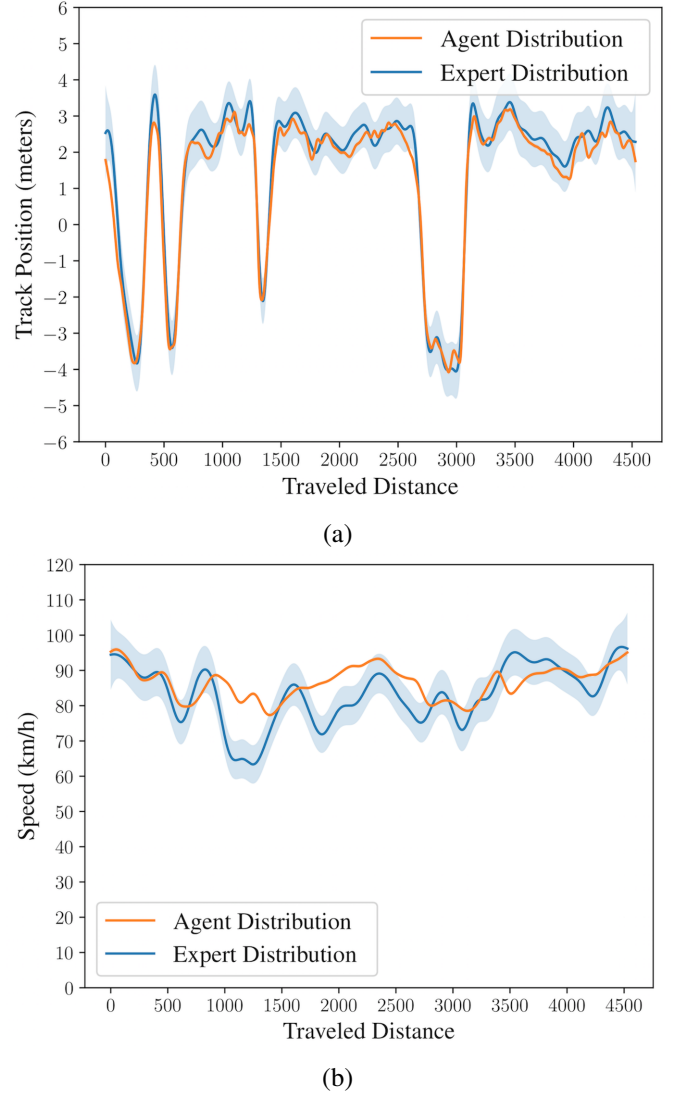 6
5
4
3
2
1
0
−1
−2
−3
−4
−5
−6
Track Position (meters)
Agent Distribution
Expert Distribution
0 500 1000 1500 2000 2500 3000 3500 4000 4500
Traveled Distance
(a)
120
110
100
90
80
70
60
50
40
30
20
10
0
Speed (km/h)
Agent Distribution
Expert Distribution
0 500 1000 1500 2000 2500 3000 3500 4000 4500
Traveled Distance
(b)